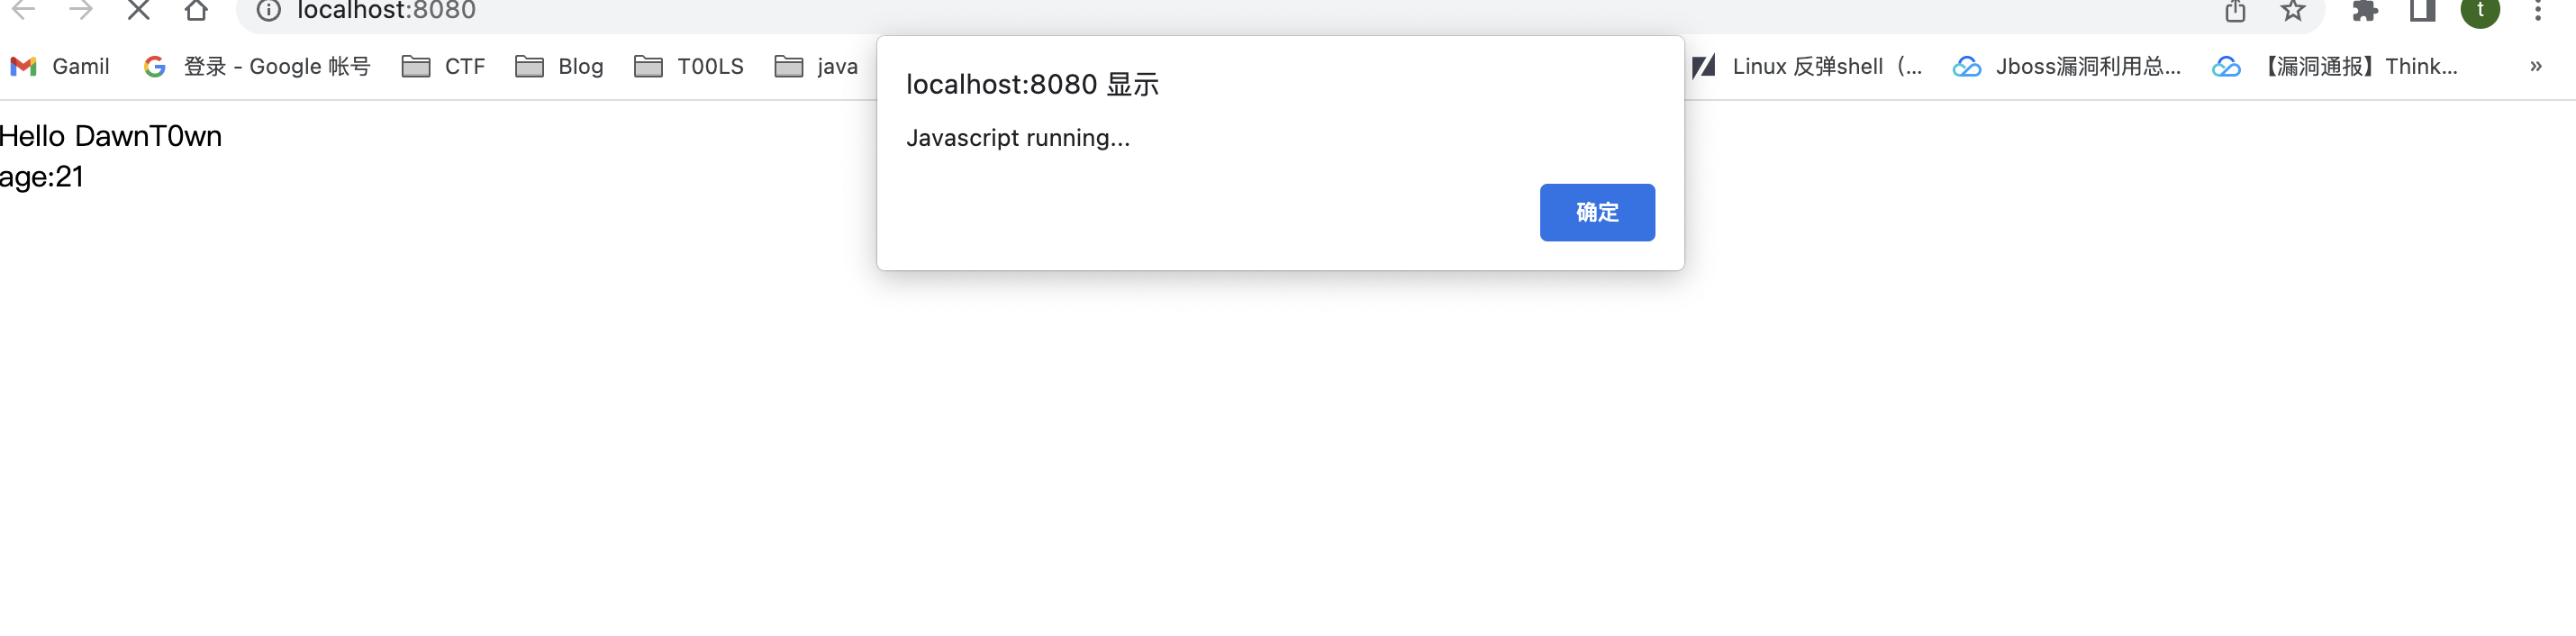 localhost:8080
t
Gamil
登录 - Google 帐号
CTF
Blog
T00LS
java
Linux 反弹shell（...
Jboss漏洞利用总...
【漏洞通报】Think...
»
localhost:8080 显示
Javascript running...
确定
Hello DawnT0wn
age:21